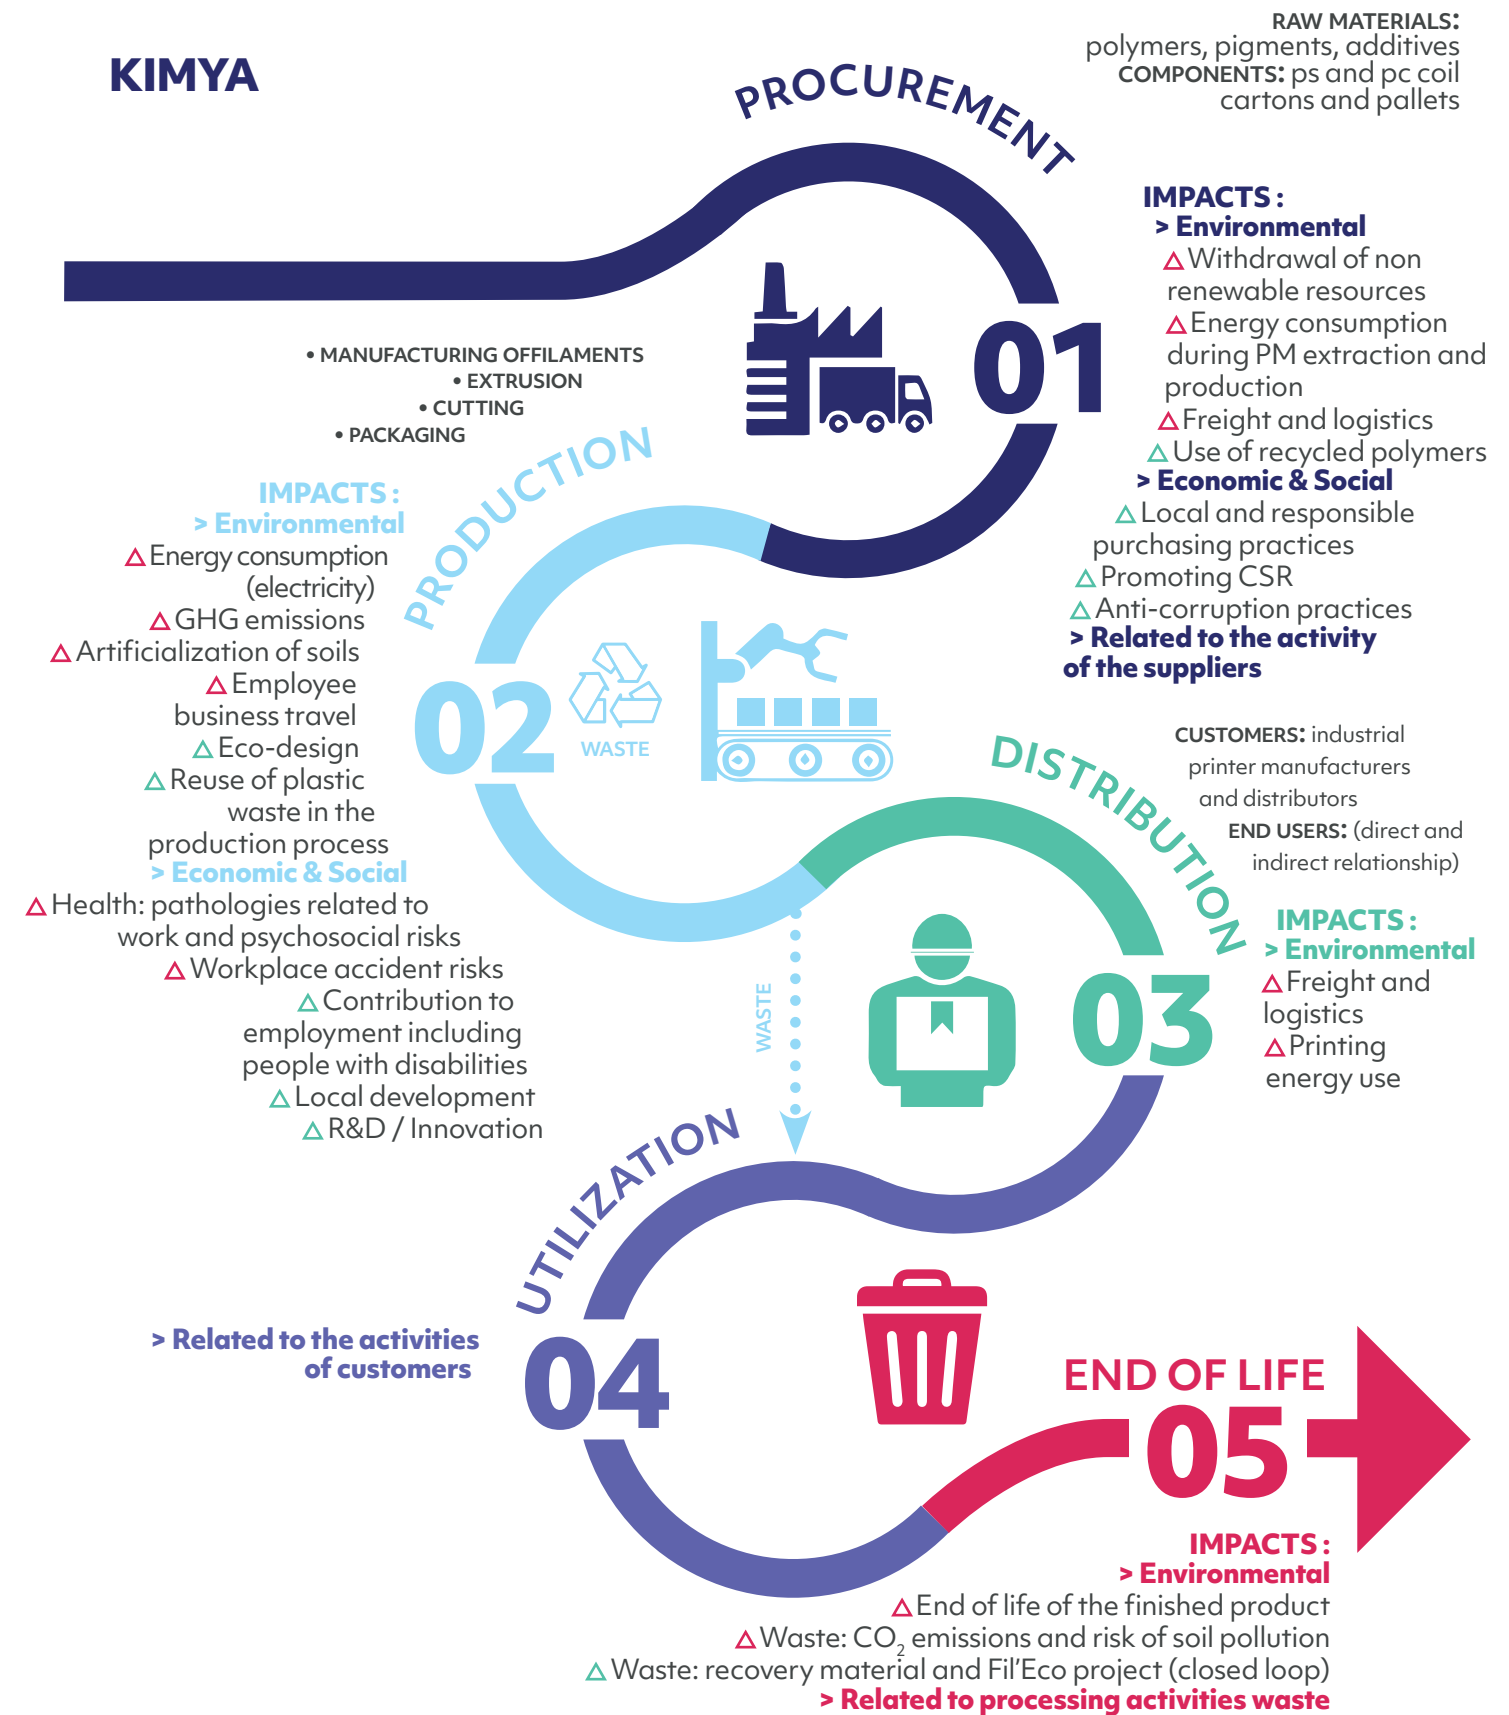 KIMYA
RAW MATERIALS:
polymers, pigments, additives
COMPONENTS: ps and pc coil
cartons and pallets
PROCUREMENT
01
IMPACTS :
> Environmental
△ Withdrawal of non
renewable resources
△ Energy consumption
during PM extraction and
production
△ Freight and logistics
△ Use of recycled polymers
> Economic & Social
△ Local and responsible
purchasing practices
△ Promoting CSR
△ Anti-corruption practices
> Related to the activity
of the suppliers
• MANUFACTURING OFFILAMENTS
• EXTRUSION
• CUTTING
• PACKAGING
PRODUCTION
02
WASTE
IMPACTS :
> Environmental
△ Energy consumption
(electricity)
△ GHG emissions
△ Artificialization of soils
△ Employee
business travel
△ Eco-design
△ Reuse of plastic
waste in the
production process
> Economic & Social
△ Health: pathologies related to
work and psychosocial risks
△ Workplace accident risks
△ Contribution to
employment including
people with disabilities
△ Local development
△ R&D / Innovation
WASTE
DISTRIBUTION
03
CUSTOMERS: industrial
printer manufacturers
and distributors
END USERS: (direct and
indirect relationship)
IMPACTS :
> Environmental
△ Freight and
logistics
△ Printing
energy use
UTILIZATION
04
> Related to the activities
of customers
END OF LIFE
05
IMPACTS :
> Environmental
△ End of life of the finished product
△ Waste: CO₂ emissions and risk of soil pollution
△ Waste: recovery material and Fil’Eco project (closed loop)
> Related to processing activities waste